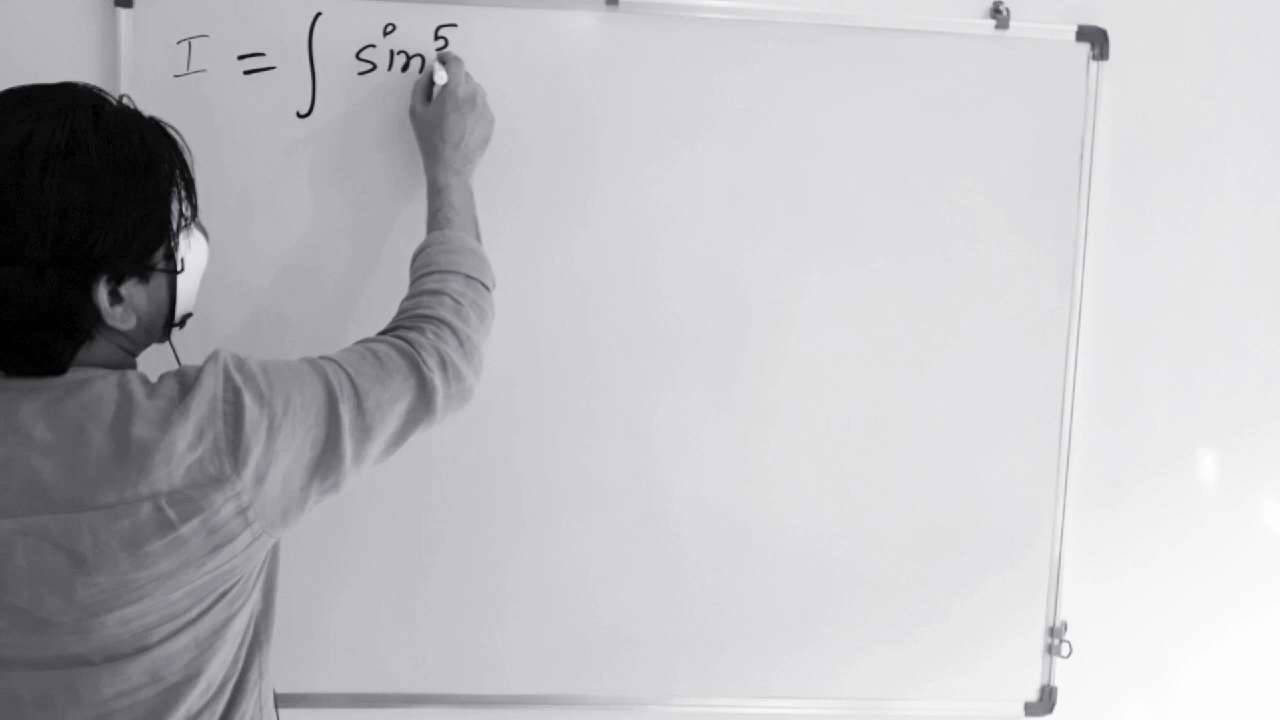 I = ∫ sin⁵